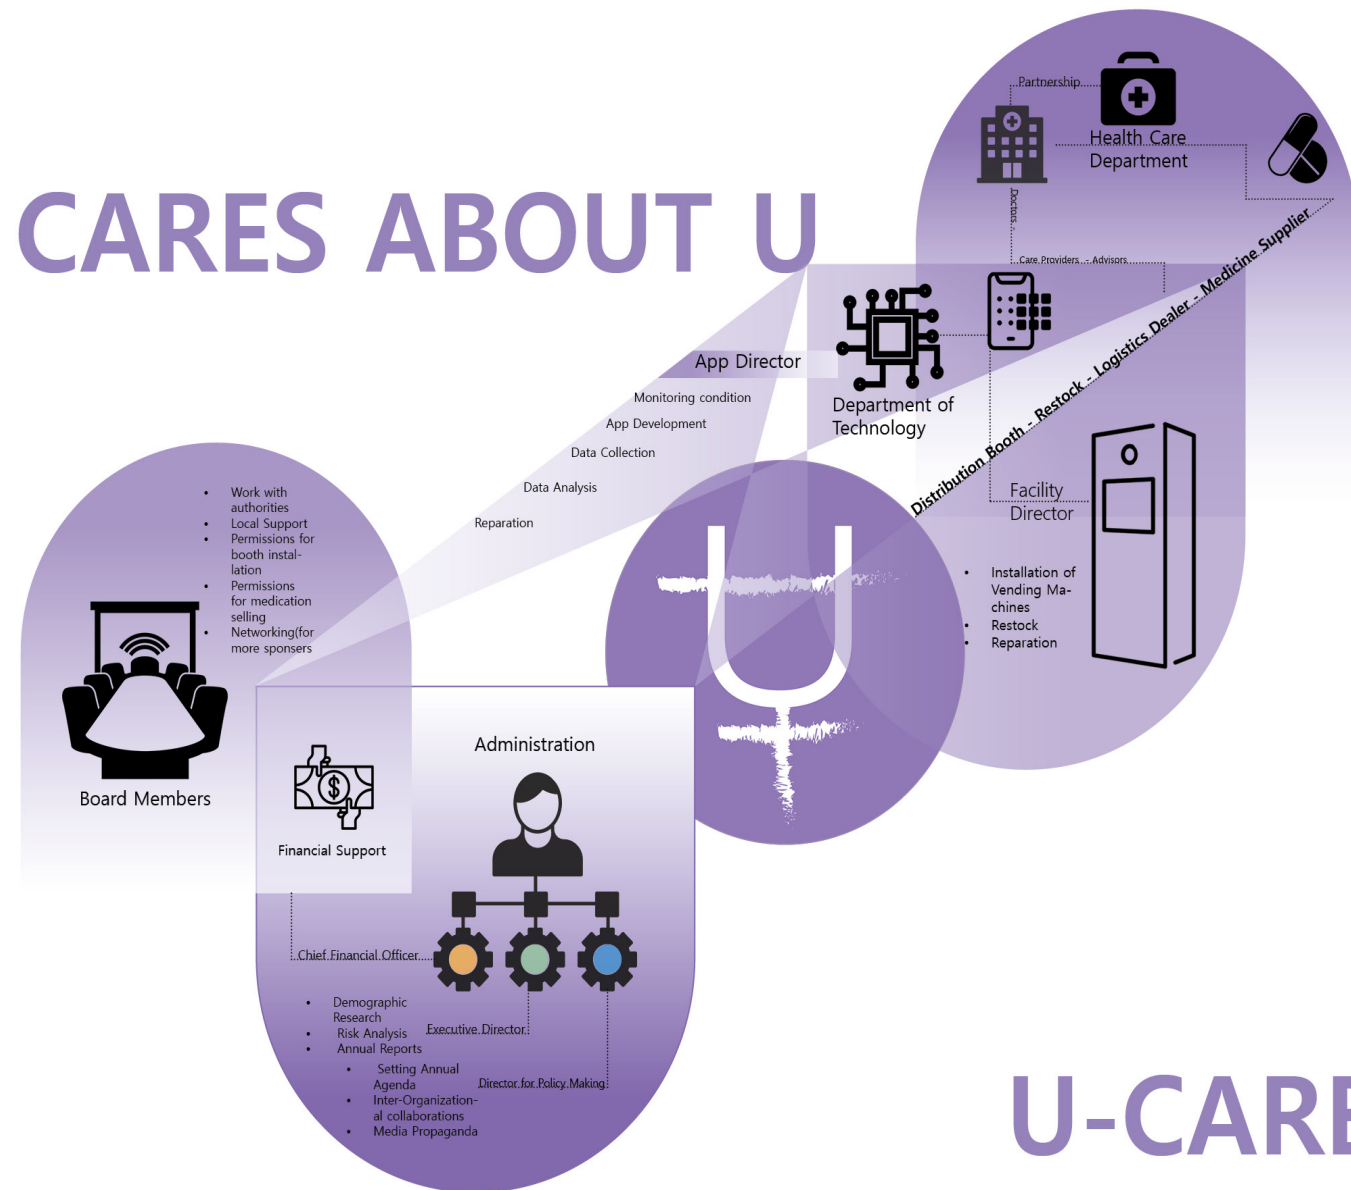 CARES ABOUT U
Partnership
Health Care
Department
Doctors -
Care Providers - Advisors
Distribution Booth - Restock - Logistics Dealer - Medicine Supplier
App Director
Monitoring condition
App Development
Data Collection
Data Analysis
Reparation
Department of
Technology
Facility
Director
• Installation of
Vending Ma-
chines
• Restock
• Reparation
• Work with
authorities
• Local Support
• Permissions for
booth instal-
lation
• Permissions
for medication
selling
• Networking(for
more sponsers
Board Members
U
Administration
$
Financial Support
Chief Financial Officer
• Demographic
Research
• Risk Analysis
• Annual Reports
Executive Director
• Setting Annual
Agenda
• Inter-Organization-
al collaborations
• Media Propaganda
Director for Policy Making
U-CARE